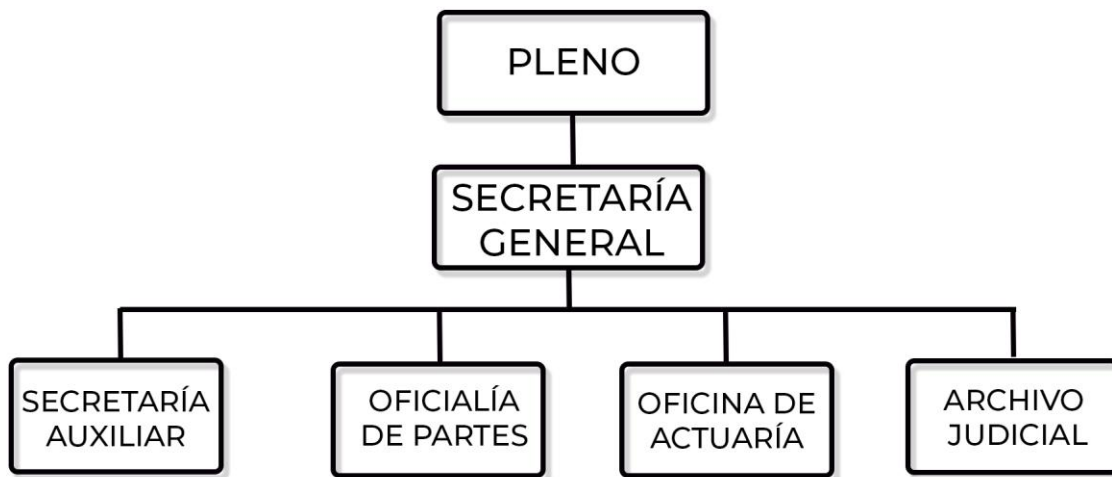 PLENO
SECRETARÍA
GENERAL
SECRETARÍA
AUXILIAR
OFICIALÍA
DE PARTES
OFICINA DE
ACTUARÍA
ARCHIVO
JUDICIAL